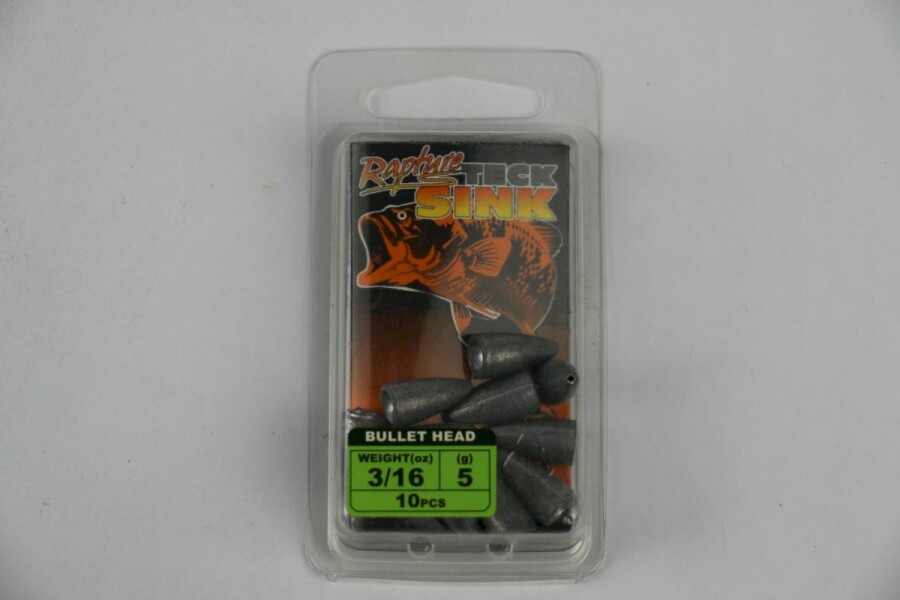 Rapture TECK
SINK
BULLET HEAD
WEIGHT(oz) (g)
3/16 5
10PCS